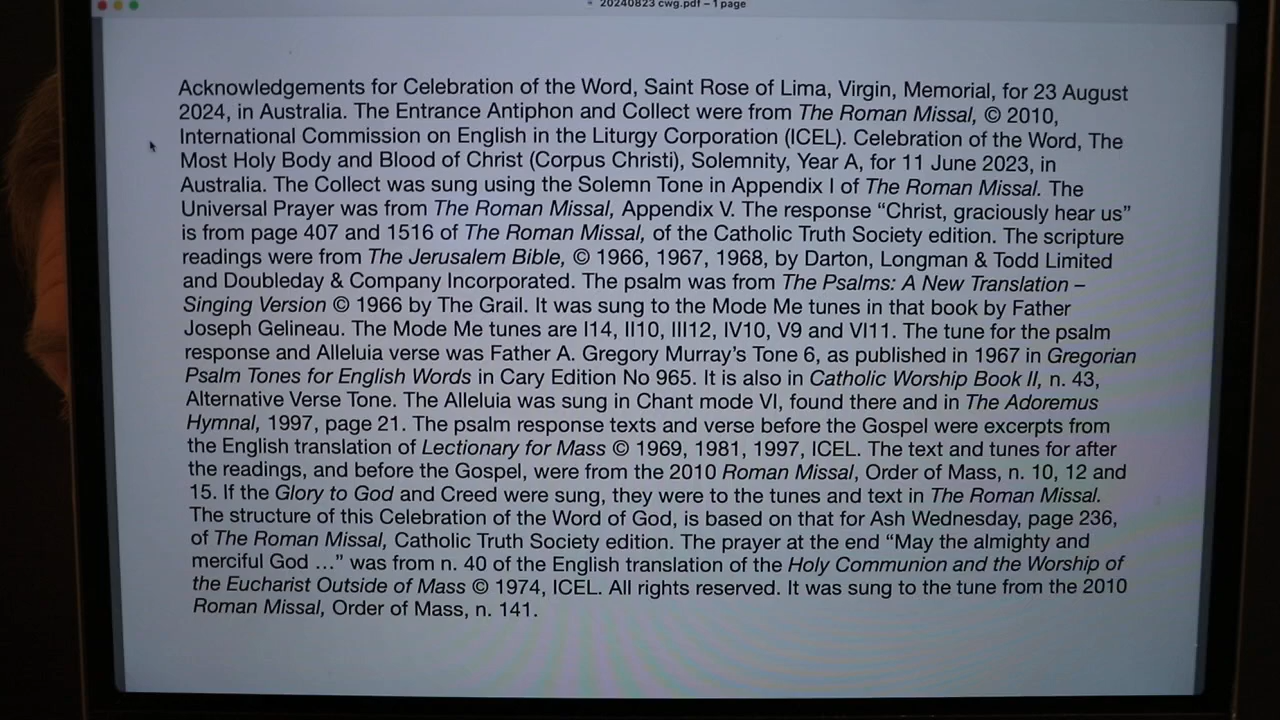 20240823 cwg.pdf – 1 page
Acknowledgements for Celebration of the Word, Saint Rose of Lima, Virgin, Memorial, for 23 August
2024, in Australia. The Entrance Antiphon and Collect were from The Roman Missal, © 2010,
International Commission on English in the Liturgy Corporation (ICEL). Celebration of the Word, The
Most Holy Body and Blood of Christ (Corpus Christi), Solemnity, Year A, for 11 June 2023, in
Australia. The Collect was sung using the Solemn Tone in Appendix I of The Roman Missal. The
Universal Prayer was from The Roman Missal, Appendix V. The response “Christ, graciously hear us”
is from page 407 and 1516 of The Roman Missal, of the Catholic Truth Society edition. The scripture
readings were from The Jerusalem Bible, © 1966, 1967, 1968, by Darton, Longman & Todd Limited
and Doubleday & Company Incorporated. The psalm was from The Psalms: A New Translation –
Singing Version © 1966 by The Grail. It was sung to the Mode Me tunes in that book by Father
Joseph Gelineau. The Mode Me tunes are I14, II10, III12, IV10, V9 and VI11. The tune for the psalm
response and Alleluia verse was Father A. Gregory Murray’s Tone 6, as published in 1967 in Gregorian
Psalm Tones for English Words in Cary Edition No 965. It is also in Catholic Worship Book II, n. 43,
Alternative Verse Tone. The Alleluia was sung in Chant mode VI, found there and in The Adoremus
Hymnal, 1997, page 21. The psalm response texts and verse before the Gospel were excerpts from
the English translation of Lectionary for Mass © 1969, 1981, 1997, ICEL. The text and tunes for after
the readings, and before the Gospel, were from the 2010 Roman Missal, Order of Mass, n. 10, 12 and
15. If the Glory to God and Creed were sung, they were to the tunes and text in The Roman Missal.
The structure of this Celebration of the Word of God, is based on that for Ash Wednesday, page 236,
of The Roman Missal, Catholic Truth Society edition. The prayer at the end “May the almighty and
merciful God …” was from n. 40 of the English translation of the Holy Communion and the Worship of
the Eucharist Outside of Mass © 1974, ICEL. All rights reserved. It was sung to the tune from the 2010
Roman Missal, Order of Mass, n. 141.